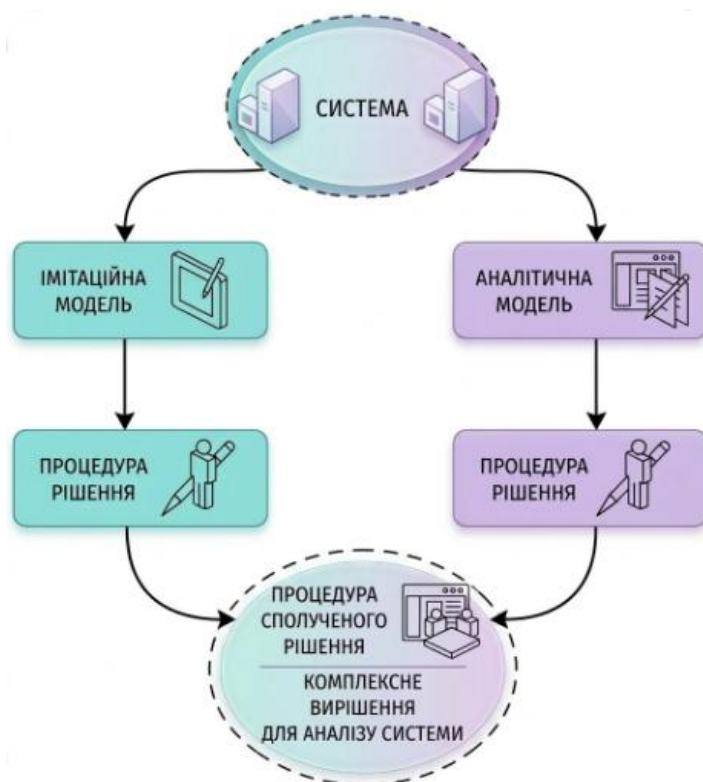 СИСТЕМА
ІМІТАЦІЙНА
МОДЕЛЬ
АНАЛІТИЧНА
МОДЕЛЬ
ПРОЦЕДУРА
РІШЕННЯ
ПРОЦЕДУРА
РІШЕННЯ
ПРОЦЕДУРА
СПОЛУЧЕНОГО
РІШЕННЯ
КОМПЛЕКСНЕ
ВИРІШЕННЯ
ДЛЯ АНАЛІЗУ СИСТЕМИ